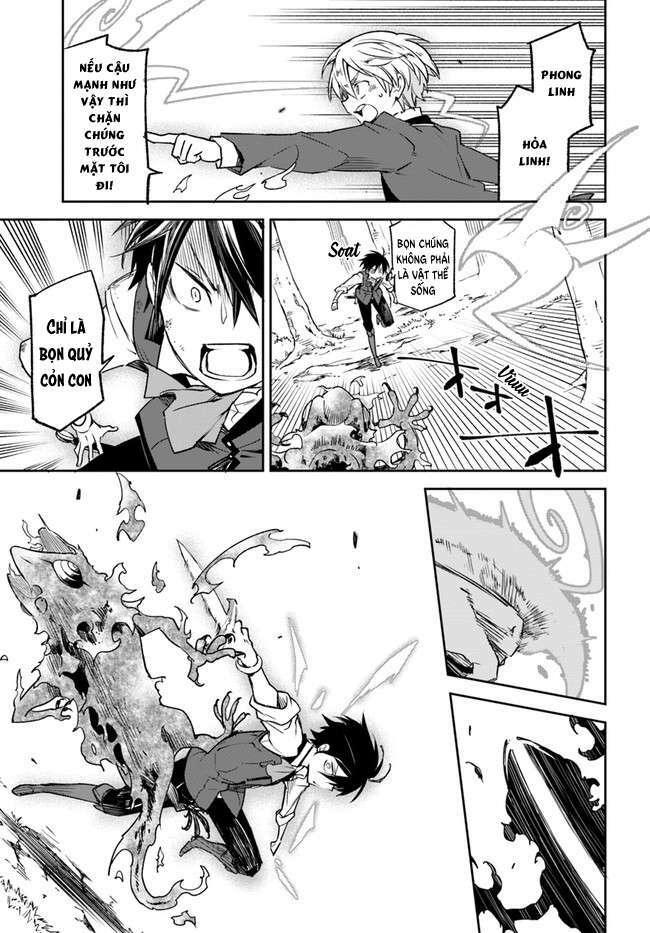 PHONG
LINH
HỎA
LINH!
NẾU CẬU
MẠNH NHƯ
VẬY THÌ
CHẶN
CHÚNG
TRƯỚC
MẶT TÔI
ĐI!
BỌN CHÚNG
KHÔNG PHẢI
LÀ VẬT THỂ
SỐNG
Soạt
Viuuu
CHỈ LÀ
BỌN QUỶ
CỎN CON